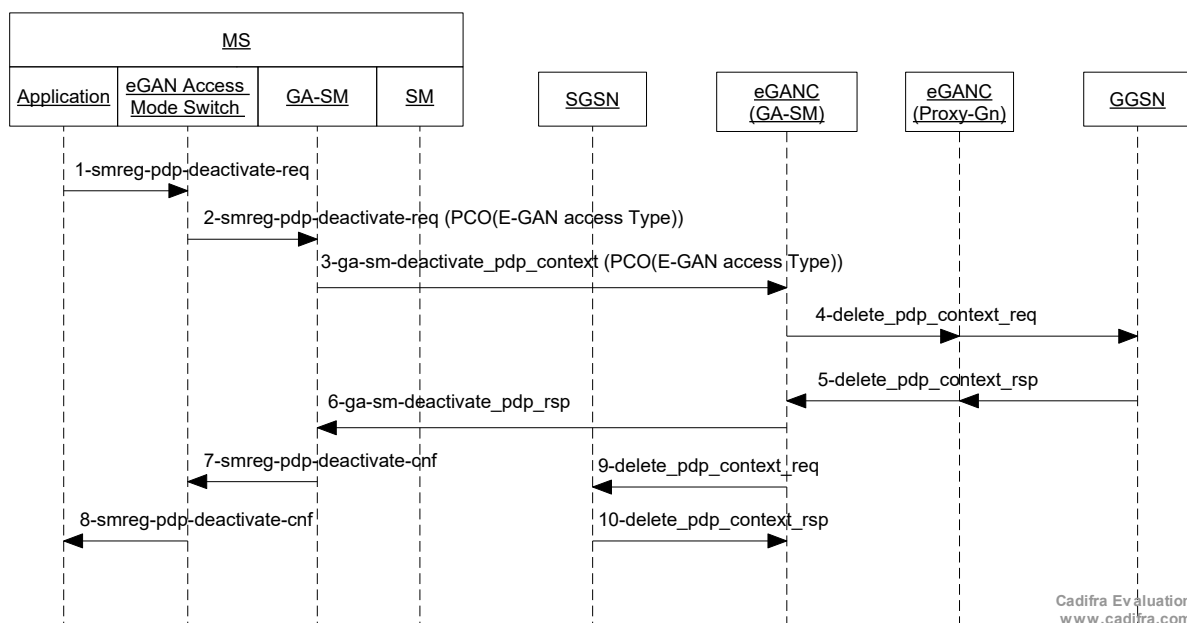 MS
Application
eGAN Access
Mode Switch
GA-SM
SM
SGSN
eGANC
(GA-SM)
eGANC
(Proxy-Gn)
GGSN
1-smreg-pdp-deactivate-req
2-smreg-pdp-deactivate-req (PCO(E-GAN access Type))
3-ga-sm-deactivate_pdp_context (PCO(E-GAN access Type))
4-delete_pdp_context_req
5-delete_pdp_context_rsp
6-ga-sm-deactivate_pdp_rsp
7-smreg-pdp-deactivate-cnf
9-delete_pdp_context_req
8-smreg-pdp-deactivate-cnf
10-delete_pdp_context_rsp
Cadifra Evaluation
www.cadifra.com